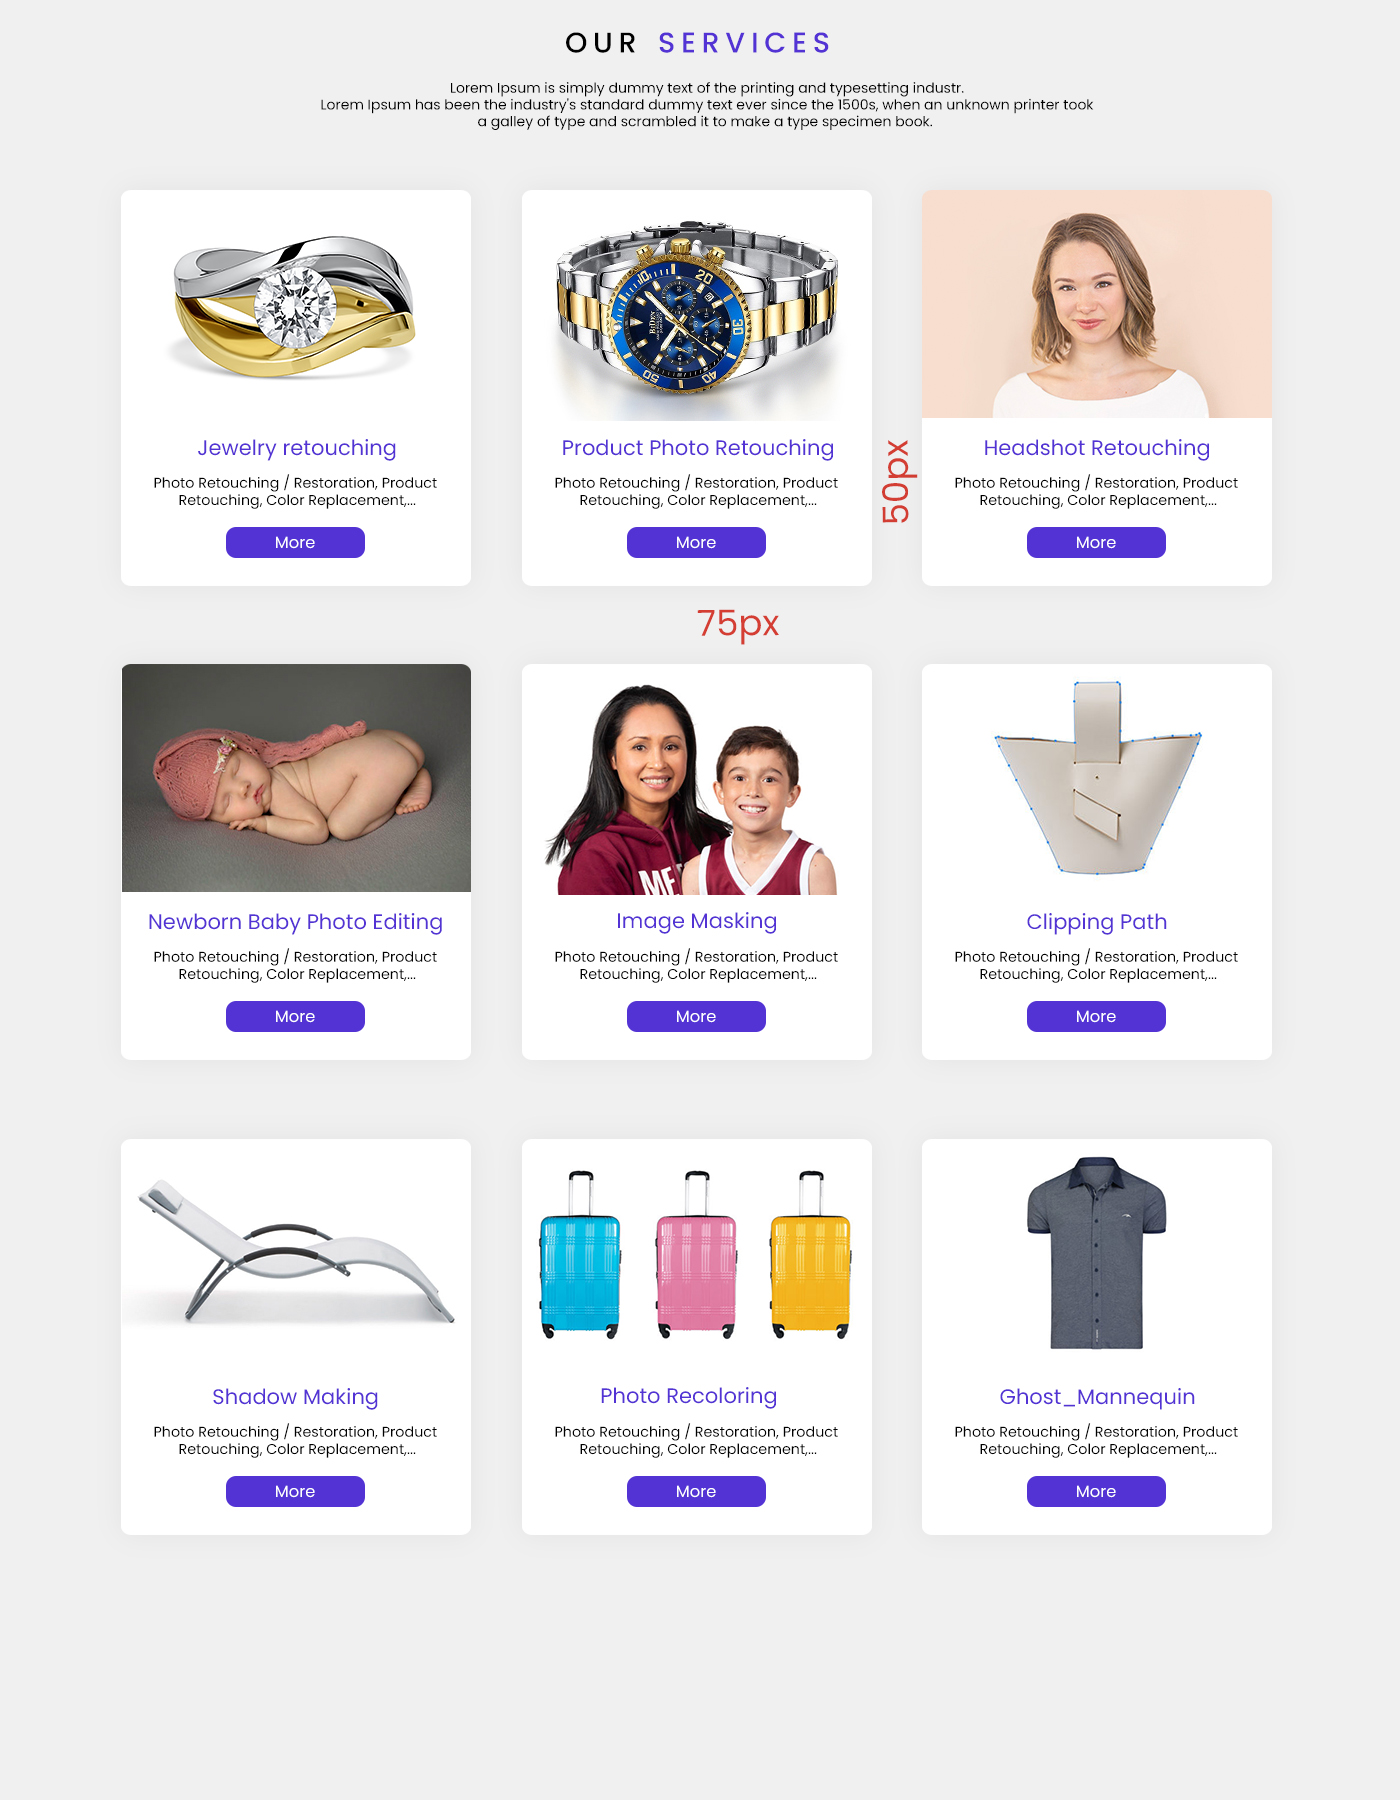 OUR SERVICES
Lorem Ipsum is simply dummy text of the printing and typesetting industr.
Lorem Ipsum has been the industry's standard dummy text ever since the 1500s, when an unknown printer took
a galley of type and scrambled it to make a type specimen book.
20
30
40
50
10
BIDEN
Jewelry retouching
Photo Retouching / Restoration, Product
Retouching, Color Replacement,...
More
Product Photo Retouching
Photo Retouching / Restoration, Product
Retouching, Color Replacement,...
More
50px
Headshot Retouching
Photo Retouching / Restoration, Product
Retouching, Color Replacement,...
More
75px
ME
Newborn Baby Photo Editing
Photo Retouching / Restoration, Product
Retouching, Color Replacement,...
More
Image Masking
Photo Retouching / Restoration, Product
Retouching, Color Replacement,...
More
Clipping Path
Photo Retouching / Restoration, Product
Retouching, Color Replacement,...
More
Shadow Making
Photo Retouching / Restoration, Product
Retouching, Color Replacement,...
More
Photo Recoloring
Photo Retouching / Restoration, Product
Retouching, Color Replacement,...
More
Ghost_Mannequin
Photo Retouching / Restoration, Product
Retouching, Color Replacement,...
More